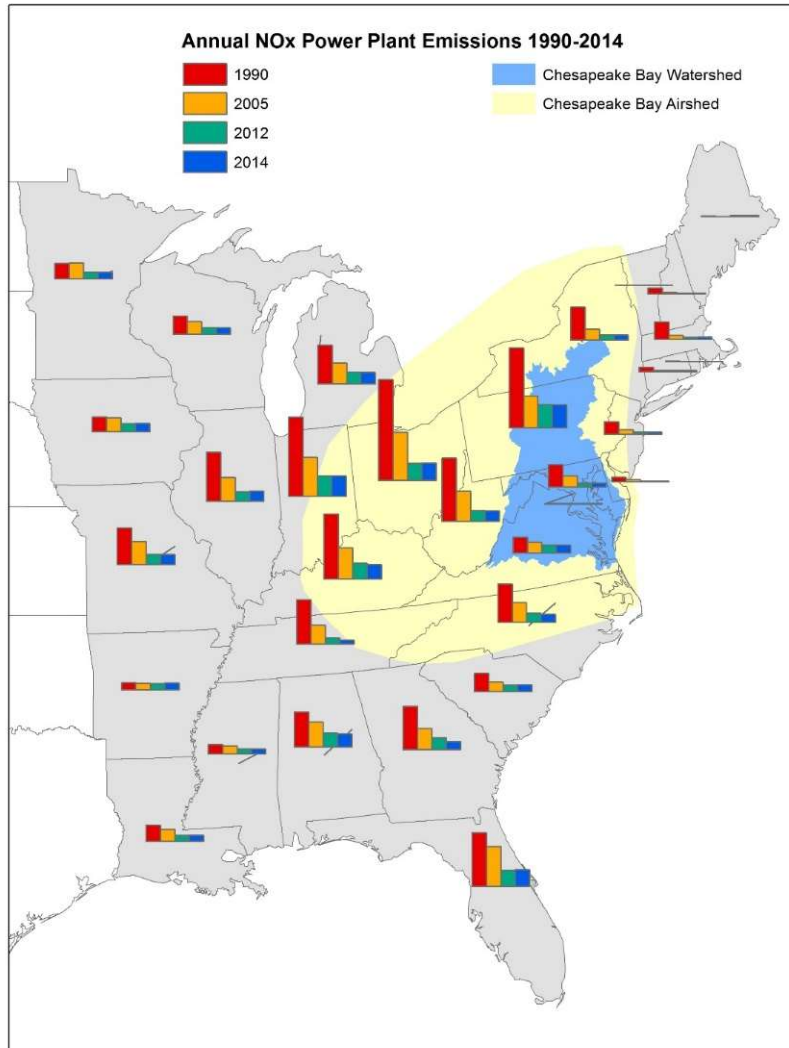 Annual NOx Power Plant Emissions 1990-2014
1990
2005
2012
2014
Chesapeake Bay Watershed
Chesapeake Bay Airshed